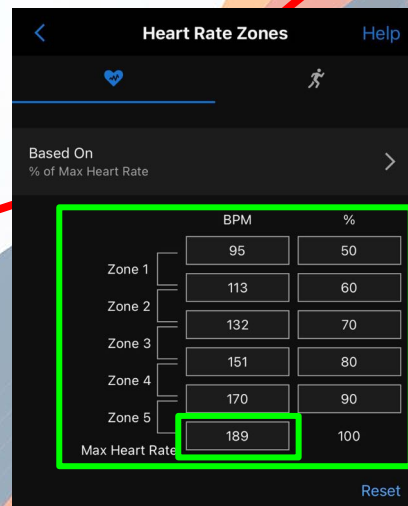 Heart Rate Zones Help
Based On
% of Max Heart Rate
BPM %
95 50
Zone 1
113 60
Zone 2
132 70
Zone 3
151 80
Zone 4
170 90
Zone 5
189 100
Max Heart Rate
Reset